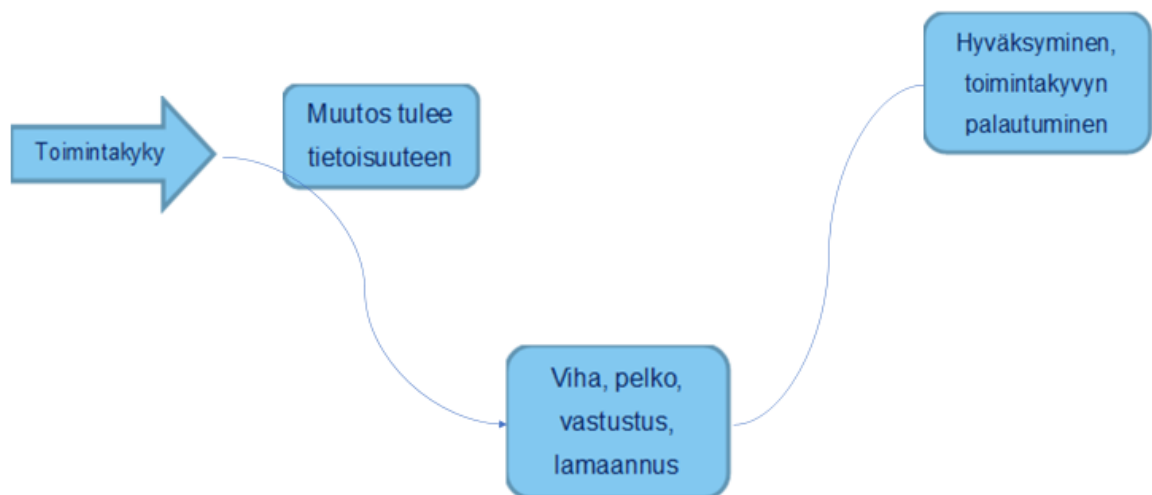 Toimintakyky
Muutos tulee
tietoisuuteen
Viha, pelko,
vastustus,
lamaannus
Hyväksyminen,
toimintakyvyn
palautuminen